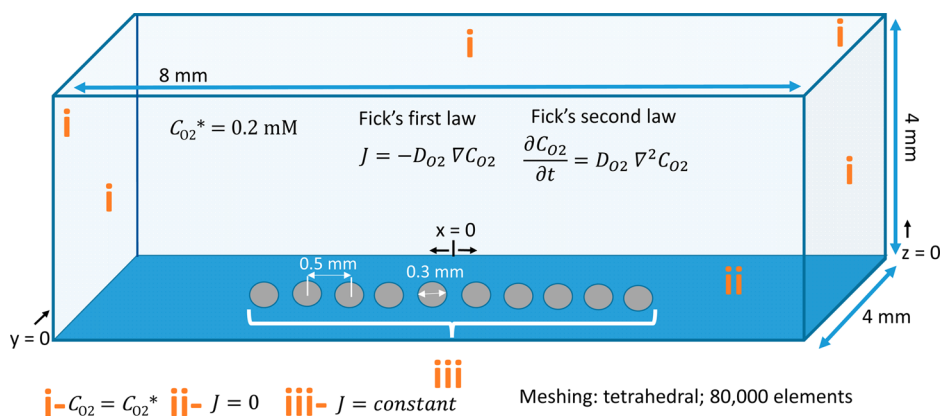 i
i
8 mm
i
C_O2* = 0.2 mM
Fick's first law
J = −D_O2 ∇C_O2
Fick's second law
∂C_O2/∂t = D_O2 ∇²C_O2
4 mm
i
i
x = 0
z = 0
0.5 mm
0.3 mm
ii
4 mm
y = 0
iii
i- C_O2 = C_O2* ii- J = 0 iii- J = constant
Meshing: tetrahedral; 80,000 elements